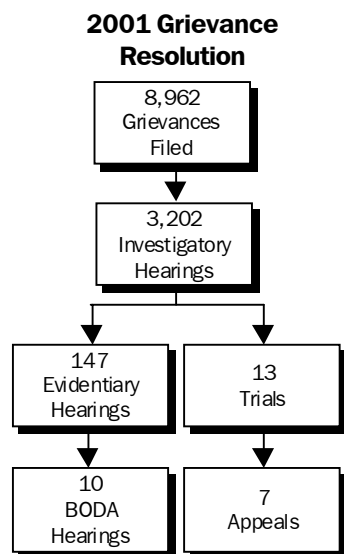 2001 Grievance
Resolution
8,962
Grievances
Filed
3,202
Investigatory
Hearings
147
Evidentiary
Hearings
13
Trials
10
BODA
Hearings
7
Appeals